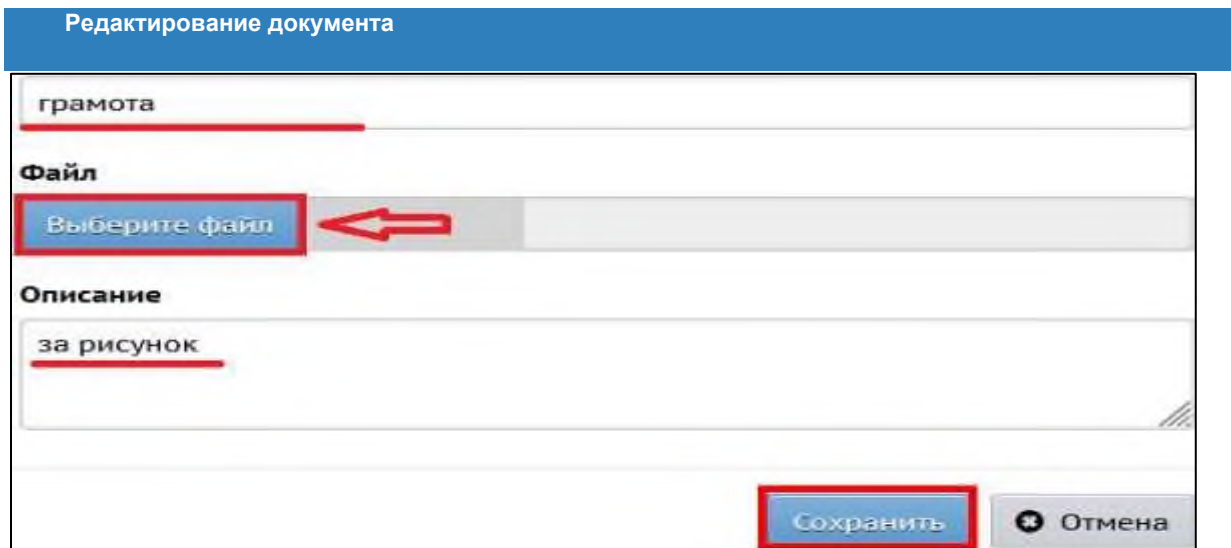 Редактирование документа
грамота
Файл
Выберите файл
Описание
за рисунок
Сохранить Отмена